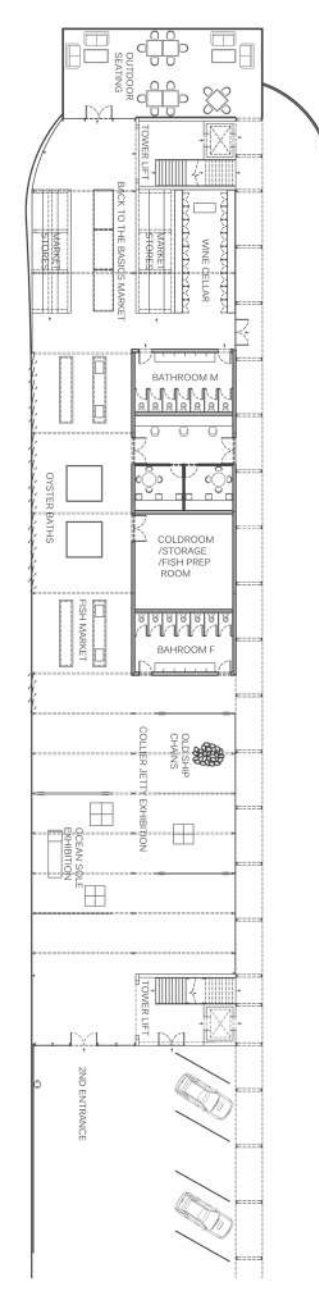 OUTDOOR
SEATING
TOWER LIFT
BACK TO THE BASICS MARKET
MARKET
STORES
MARKET
STORES
WINE CELLAR
BATHROOM M
OYSTER BATHS
COLDROOM
/STORAGE
/FISH PREP
ROOM
FISH MARKET
BAHROOM F
OLD SHIP
CHAINS
COLLIER JETTY EXHIBITION
OCEAN SOLE
EXHIBITION
TOWER LIFT
2ND ENTRANCE